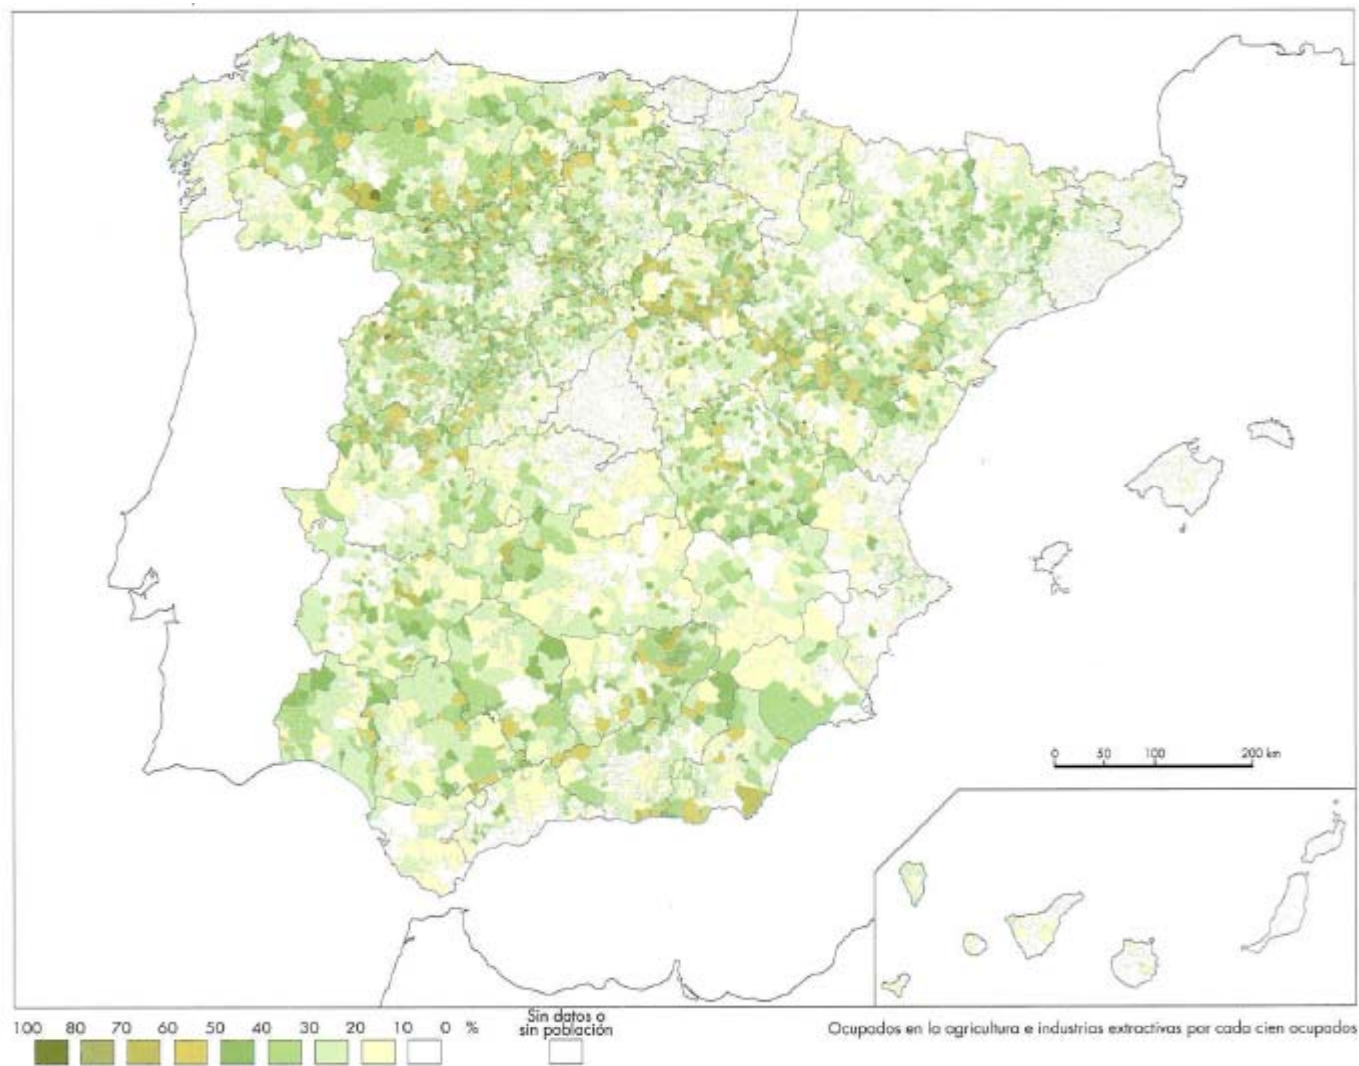 0 50 100 200 km
100 80 70 60 50 40 30 20 10 0 %
Sin datos o
sin población
Ocupados en la agricultura e industrias extractivas por cada cien ocupados